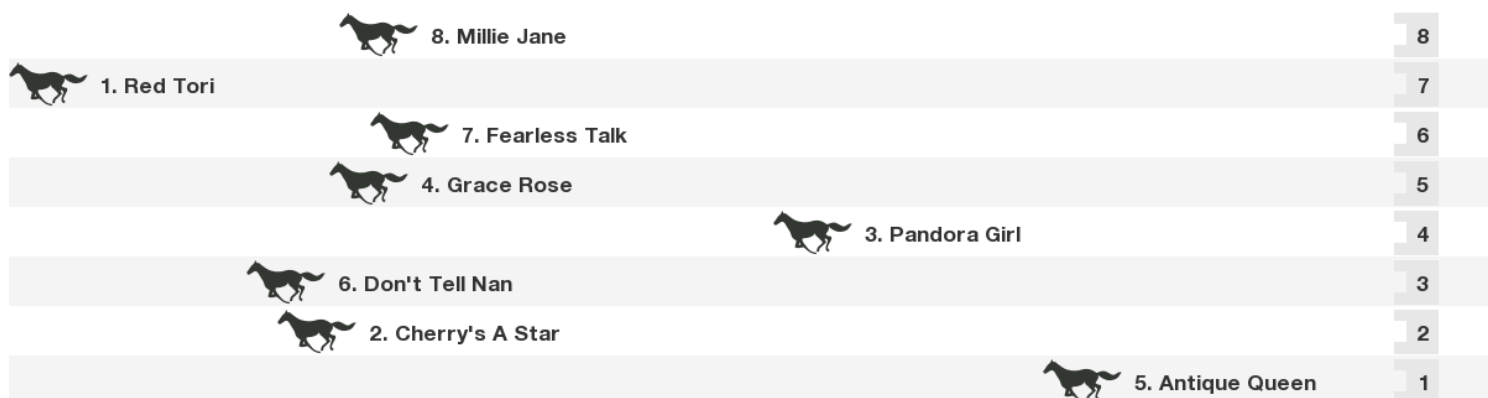 8. Millie Jane 8
1. Red Tori 7
7. Fearless Talk 6
4. Grace Rose 5
3. Pandora Girl 4
6. Don't Tell Nan 3
2. Cherry's A Star 2
5. Antique Queen 1